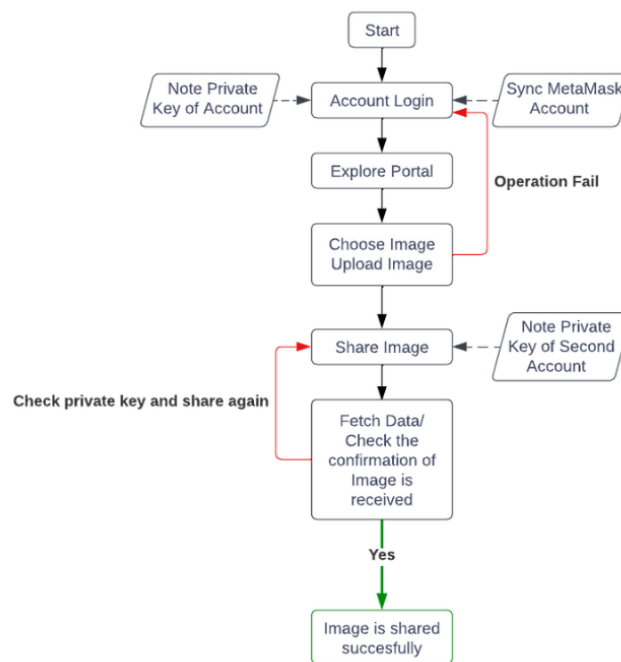 Start
Note Private
Key of Account
Account Login
Sync MetaMask
Account
Explore Portal
Operation Fail
Choose Image
Upload Image
Share Image
Note Private
Key of Second
Account
Check private key and share again
Fetch Data/
Check the
confirmation of
Image is
received
Yes
Image is shared
succesfully